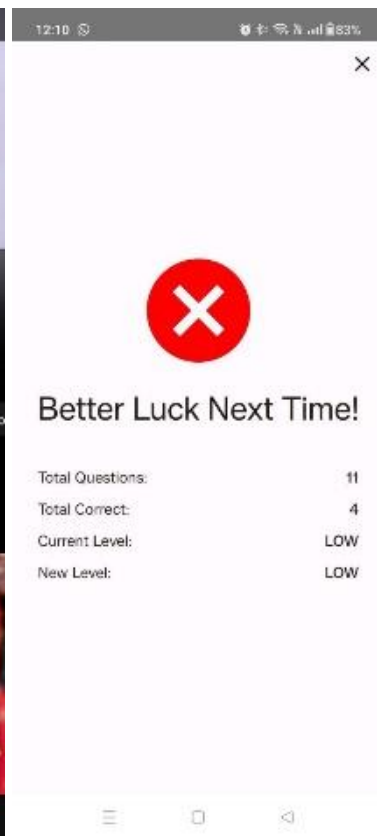 12:10 83%
Better Luck Next Time!
Total Questions: 11
Total Correct: 4
Current Level: LOW
New Level: LOW